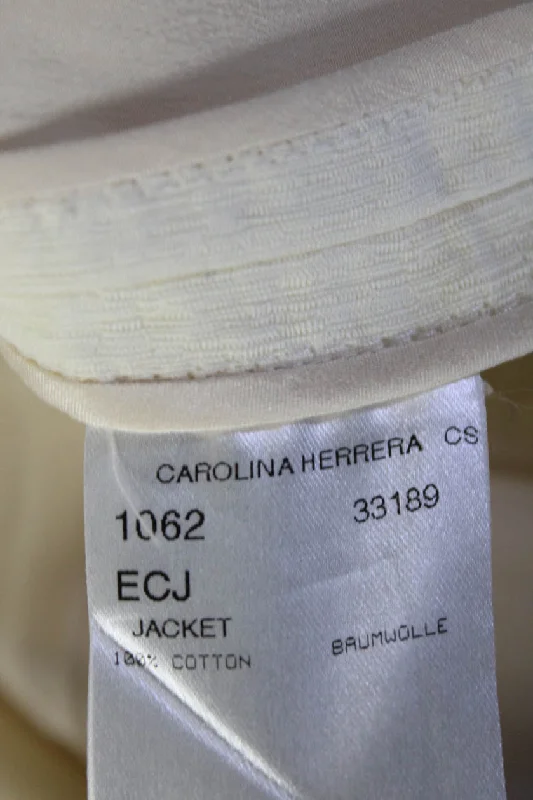 CAROLINA HERRERA CS
1062 33189
ECJ
JACKET
100% COTTON BAUMWOLLE